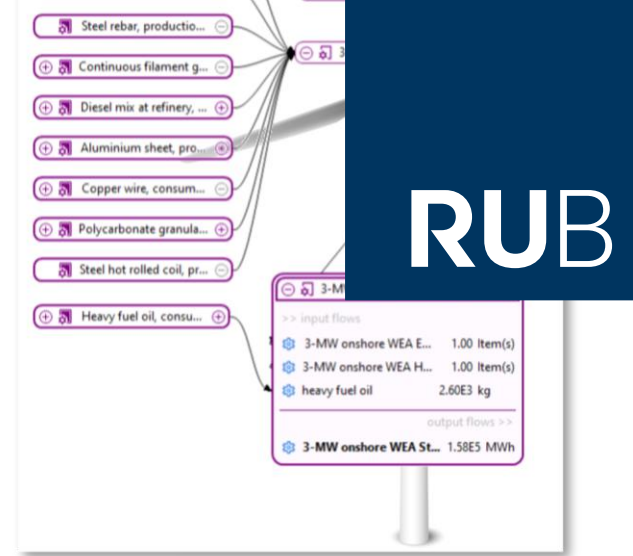 Steel rebar, productio...
Continuous filament g...
3
Diesel mix at refinery, ...
Aluminium sheet, pro...
Copper wire, consum...
Polycarbonate granula...
Steel hot rolled coil, pr...
Heavy fuel oil, consu...
RUB
3-M
>> input flows
3-MW onshore WEA E... 1.00 Item(s)
3-MW onshore WEA H... 1.00 Item(s)
heavy fuel oil 2.60E3 kg
output flows >>
3-MW onshore WEA St... 1.58E5 MWh